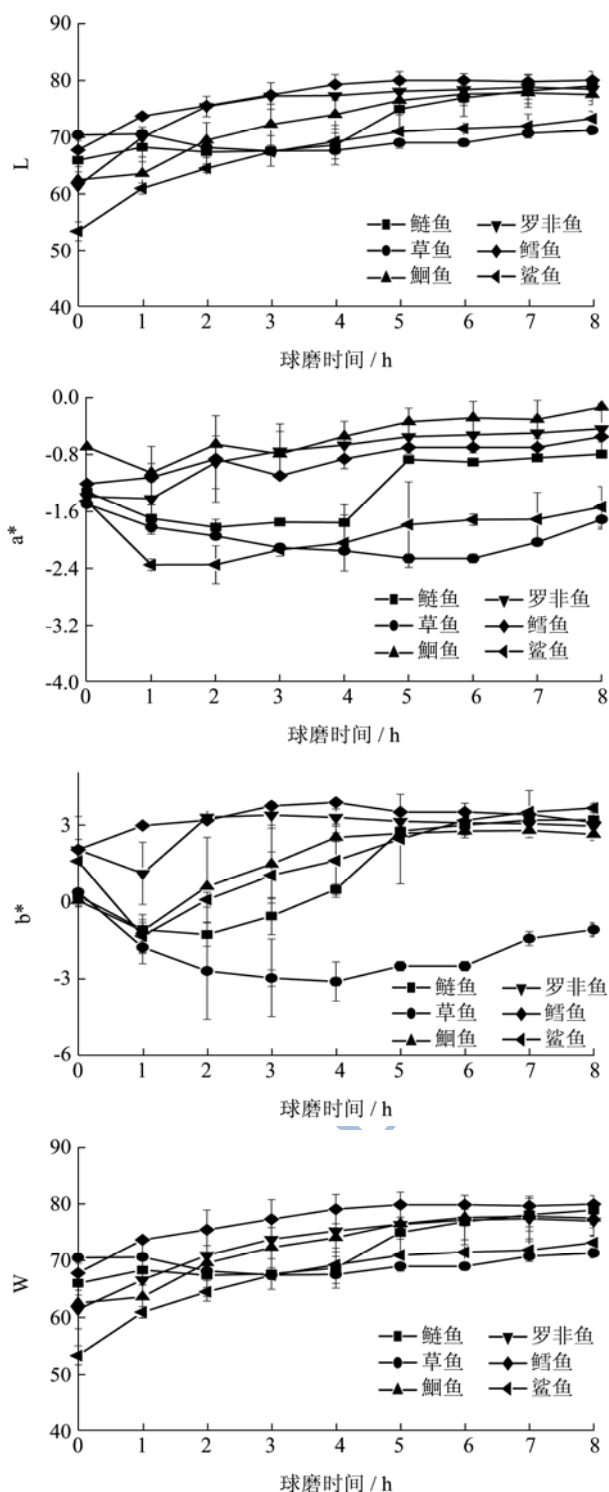 90
80
70
60
50
40
L
鲢鱼 罗非鱼
草鱼 鳕鱼
鮰鱼 鲨鱼
0 1 2 3 4 5 6 7 8
球磨时间 / h
0.0
-0.8
-1.6
-2.4
-3.2
-4.0
a*
鲢鱼 罗非鱼
草鱼 鳕鱼
鮰鱼 鲨鱼
0 1 2 3 4 5 6 7 8
球磨时间 / h
3
0
-3
-6
b*
鲢鱼 罗非鱼
草鱼 鳕鱼
鮰鱼 鲨鱼
0 1 2 3 4 5 6 7 8
球磨时间 / h
90
80
70
60
50
40
W
鲢鱼 罗非鱼
草鱼 鳕鱼
鮰鱼 鲨鱼
0 1 2 3 4 5 6 7 8
球磨时间 / h